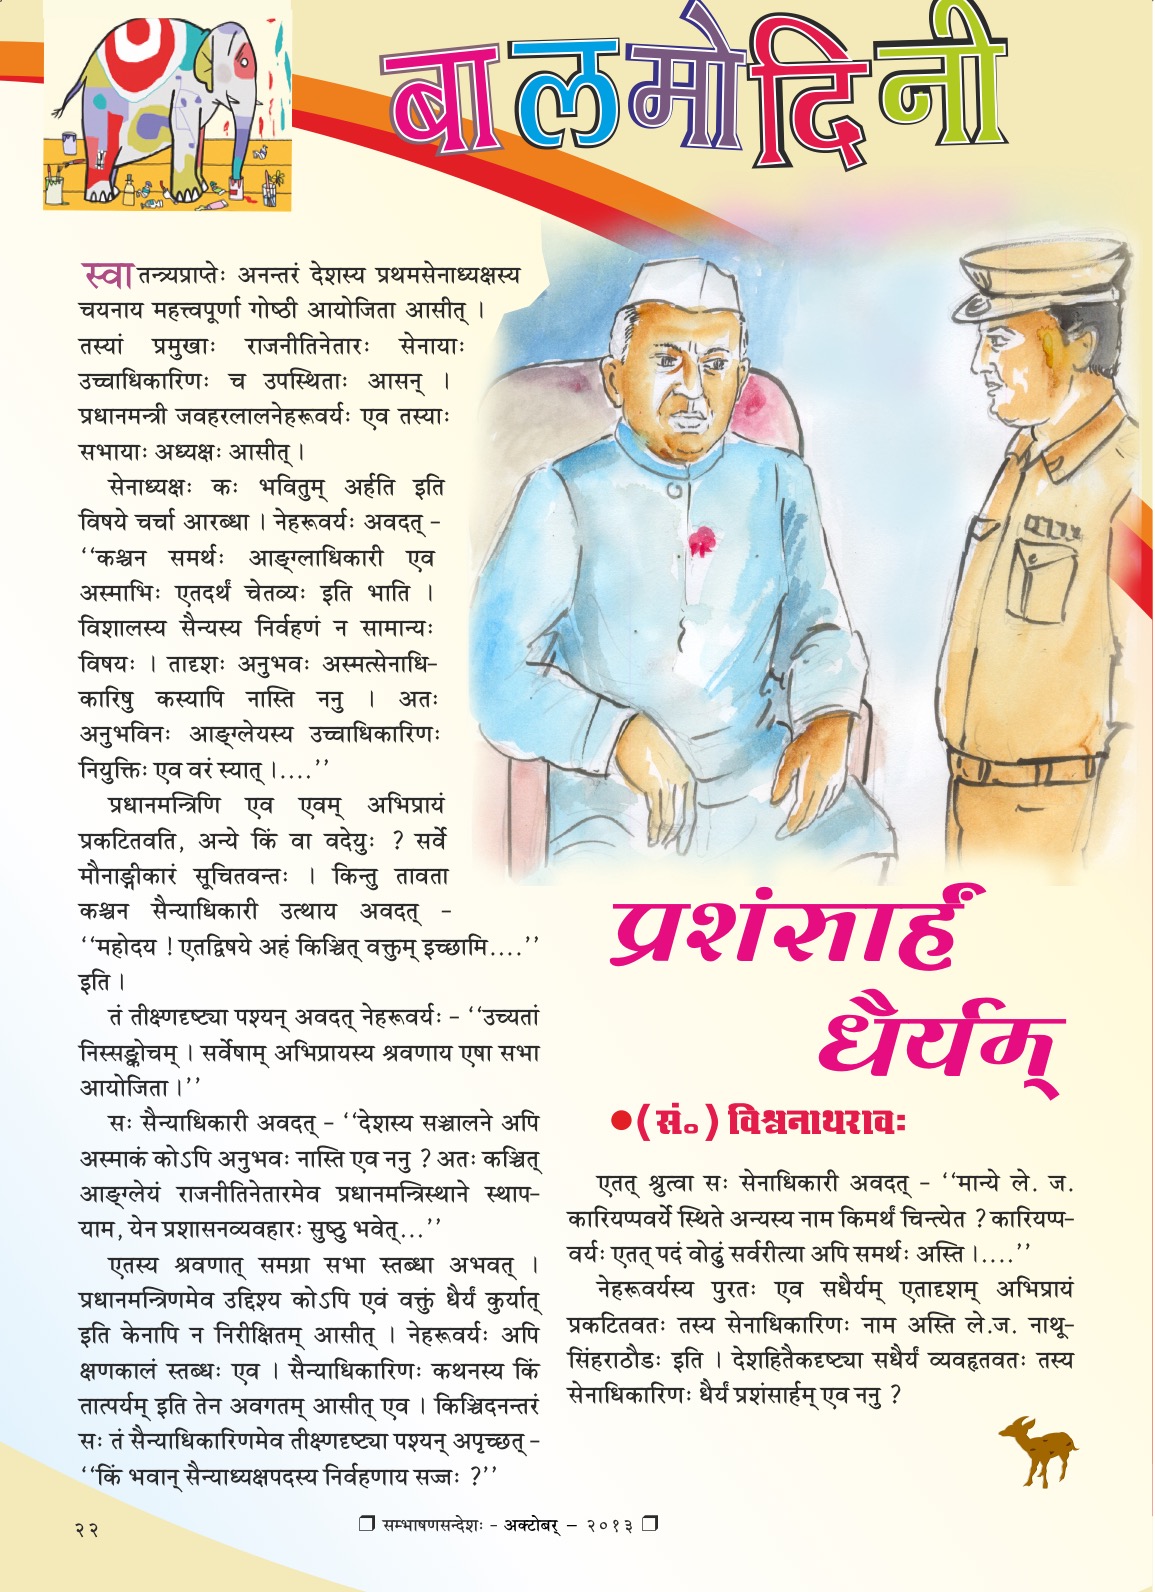 बालमोदिनी
स्वातन्त्र्यप्राप्तेः अनन्तरं देशस्य प्रथमसेनाध्यक्षस्य
चयनाय महत्त्वपूर्णा गोष्ठी आयोजिता आसीत् ।
तस्यां प्रमुखाः राजनीतिनेतारः सेनायाः
उच्चाधिकारिणः च उपस्थिताः आसन् ।
प्रधानमन्त्री जवहरलालनेहरूवर्यः एव तस्याः
सभायाः अध्यक्षः आसीत् ।
सेनाध्यक्षः कः भवितुम् अर्हति इति
विषये चर्चा आरब्धा । नेहरूवर्यः अवदत् –
‘‘कश्चन समर्थः आङ्ग्लाधिकारी एव
अस्माभिः एतदर्थं चेतव्यः इति भाति ।
विशालस्य सैन्यस्य निर्वहणं न सामान्यः
विषयः । तादृशः अनुभवः अस्मत्सेनाधि-
कारिषु कस्यापि नास्ति ननु । अतः
अनुभविनः आङ्ग्लेयस्य उच्चाधिकारिणः
नियुक्तिः एव वरं स्यात् ।....’’
प्रधानमन्त्रिणि एव एवम् अभिप्रायं
प्रकटितवति, अन्ये किं वा वदेयुः ? सर्वे
मौनाङ्गीकारं सूचितवन्तः । किन्तु तावता
कश्चन सैन्याधिकारी उत्थाय अवदत् –
‘‘महोदय ! एतद्विषये अहं किञ्चित् वक्तुम् इच्छामि....’’
इति ।
तं तीक्ष्णदृष्ट्या पश्यन् अवदत् नेहरूवर्यः – ‘‘उच्यतां
निस्सङ्कोचम् । सर्वेषाम् अभिप्रायस्य श्रवणाय एषा सभा
आयोजिता ।’’
सः सैन्याधिकारी अवदत् – ‘‘देशस्य सञ्चालने अपि
अस्माकं कोऽपि अनुभवः नास्ति एव ननु ? अतः कञ्चित्
आङ्ग्लेयं राजनीतिनेतारमेव प्रधानमन्त्रिस्थाने स्थाप-
याम, येन प्रशासनव्यवहारः सुष्ठु भवेत्...’’
एतस्य श्रवणात् समग्रा सभा स्तब्धा अभवत् ।
प्रधानमन्त्रिणमेव उद्दिश्य कोऽपि एवं वक्तुं धैर्यं कुर्यात्
इति केनापि न निरीक्षितम् आसीत् । नेहरूवर्यः अपि
क्षणकालं स्तब्धः एव । सैन्याधिकारिणः कथनस्य किं
तात्पर्यम् इति तेन अवगतम् आसीत् एव । किञ्चिदनन्तरं
सः तं सैन्याधिकारिणमेव तीक्ष्णदृष्ट्या पश्यन् अपृच्छत् –
‘‘किं भवान् सैन्याध्यक्षपदस्य निर्वहणाय सज्जः ?’’
प्रशंसार्हं
धैर्यम्
●(सं०) विश्वनाथरावः
एतत् श्रुत्वा सः सेनाधिकारी अवदत् – ‘‘मान्ये ले. ज.
कारियप्पवर्ये स्थिते अन्यस्य नाम किमर्थं चिन्त्येत ? कारियप्प-
वर्यः एतत् पदं वोढुं सर्वरीत्या अपि समर्थः अस्ति ।....’’
नेहरूवर्यस्य पुरतः एव सधैर्यम् एतादृशम् अभिप्रायं
प्रकटितवतः तस्य सेनाधिकारिणः नाम अस्ति ले.ज. नाथू-
सिंहराठौडः इति । देशहितैकदृष्ट्या सधैर्यं व्यवहृतवतः तस्य
सेनाधिकारिणः धैर्यं प्रशंसार्हम् एव ननु ?
२२
❐ सम्भाषणसन्देशः – अक्टोबर् – २०१३ ❐